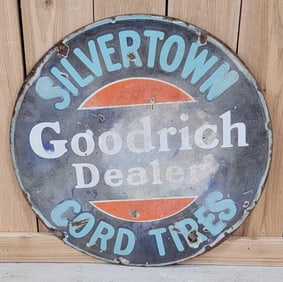 SILVERTOWN
Goodrich
Dealer
CORD TIRES